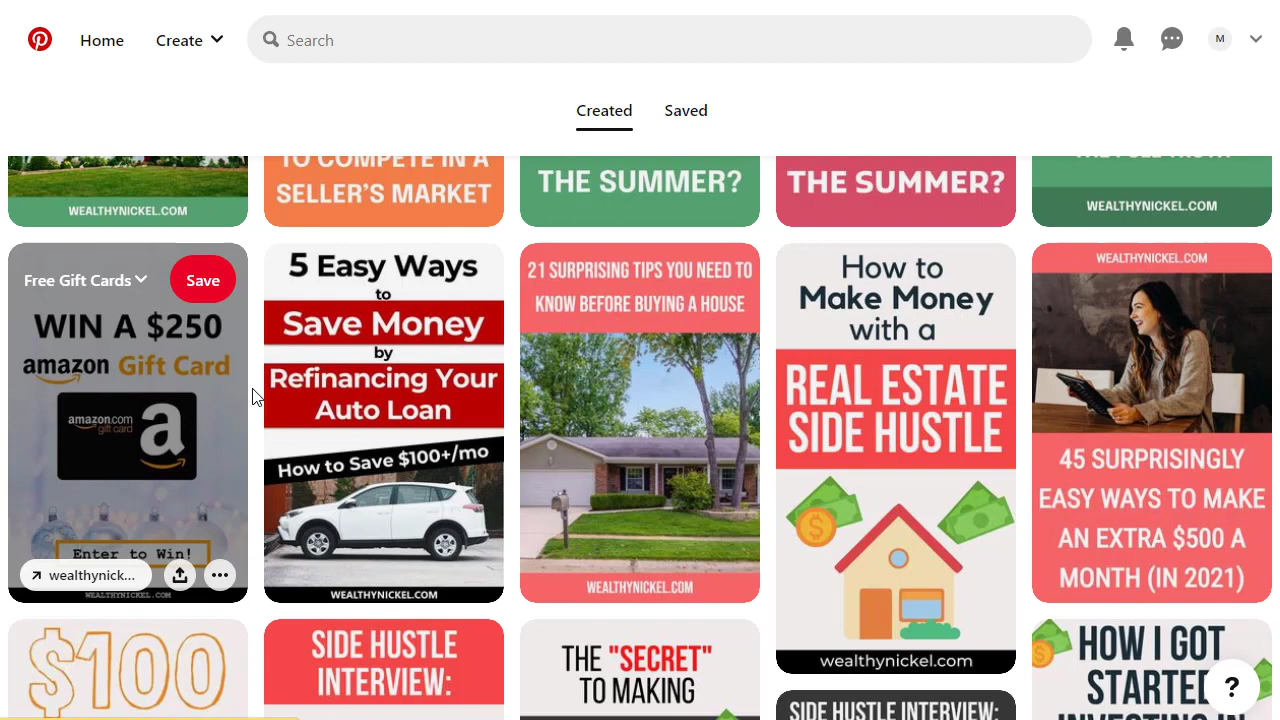 Home
Create
Search
M
Created
Saved
WEALTHYNICKEL.COM
TO COMPETE IN A
SELLER'S MARKET
THE SUMMER?
THE SUMMER?
WEALTHYNICKEL.COM
Free Gift Cards
Save
WIN A $250
amazon Gift Card
amazon.com
gift card
a
Enter to Win!
wealthynick...
WEALTHYNICKEL.COM
5 Easy Ways
to
Save Money
by
Refinancing Your
Auto Loan
How to Save $100+/mo
WEALTHYNICKEL.COM
21 SURPRISING TIPS YOU NEED TO
KNOW BEFORE BUYING A HOUSE
WEALTHYNICKEL.COM
How to
Make Money
with a
REAL ESTATE
SIDE HUSTLE
wealthynickel.com
WEALTHYNICKEL.COM
45 SURPRISINGLY
EASY WAYS TO MAKE
AN EXTRA $500 A
MONTH (IN 2021)
$100
SIDE HUSTLE
INTERVIEW:
THE "SECRET"
TO MAKING
SIDE HUSTLE INTERVIEW:
HOW I GOT
STARTED
INVESTING IN
?